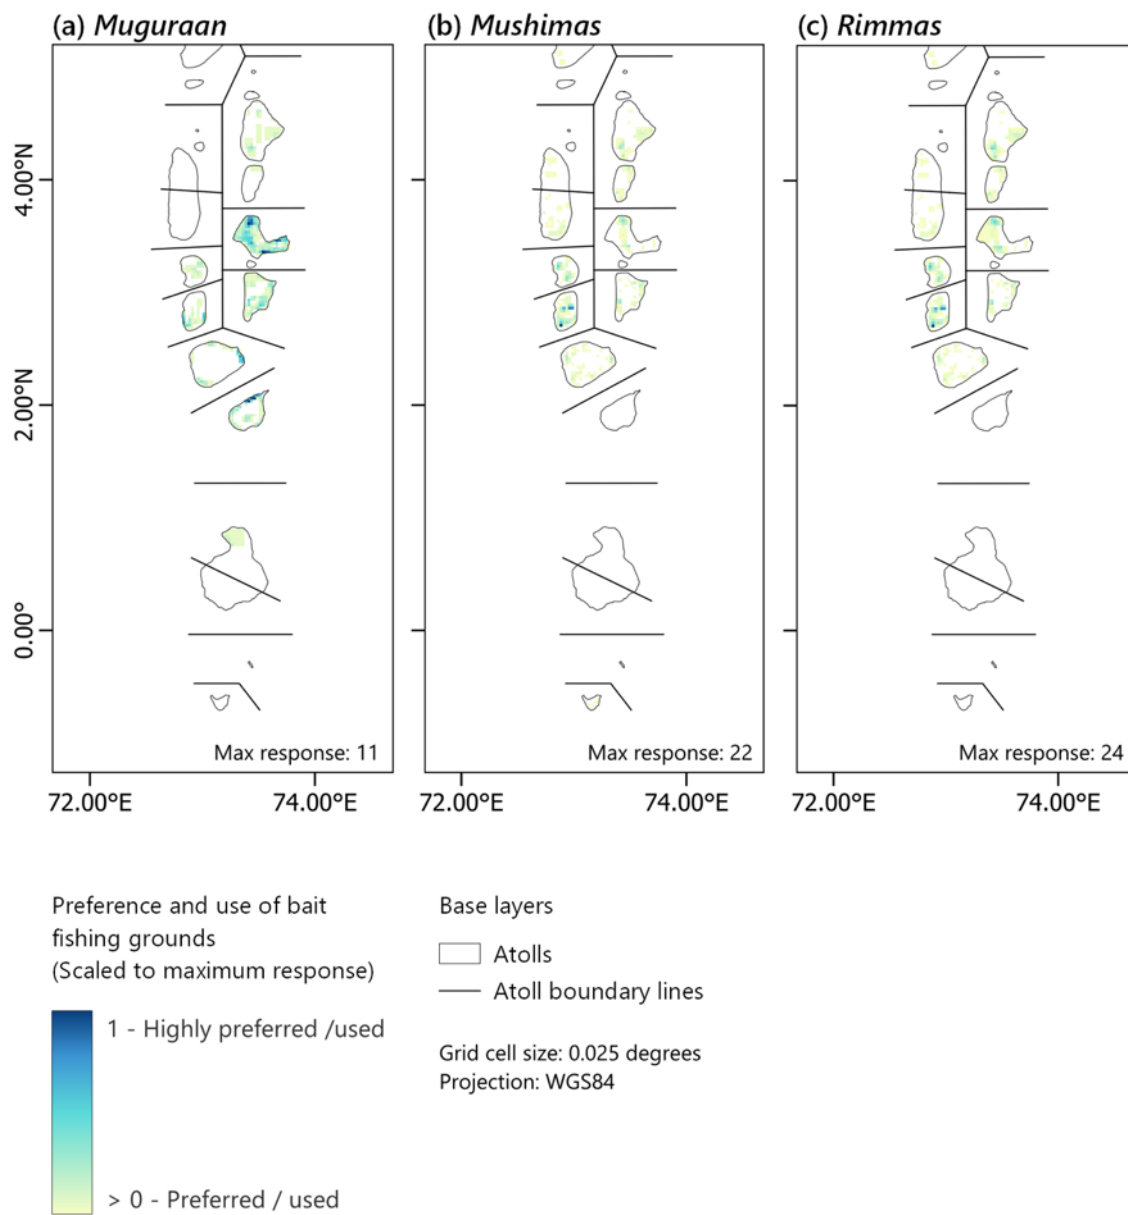 (a) Muguraan
(b) Mushimas
(c) Rimmas
4.00°N
2.00°N
0.00°
Max response: 11
Max response: 22
Max response: 24
72.00°E
74.00°E
72.00°E
74.00°E
72.00°E
74.00°E
Preference and use of bait
fishing grounds
(Scaled to maximum response)
1 - Highly preferred /used
> 0 - Preferred / used
Base layers
Atolls
Atoll boundary lines
Grid cell size: 0.025 degrees
Projection: WGS84